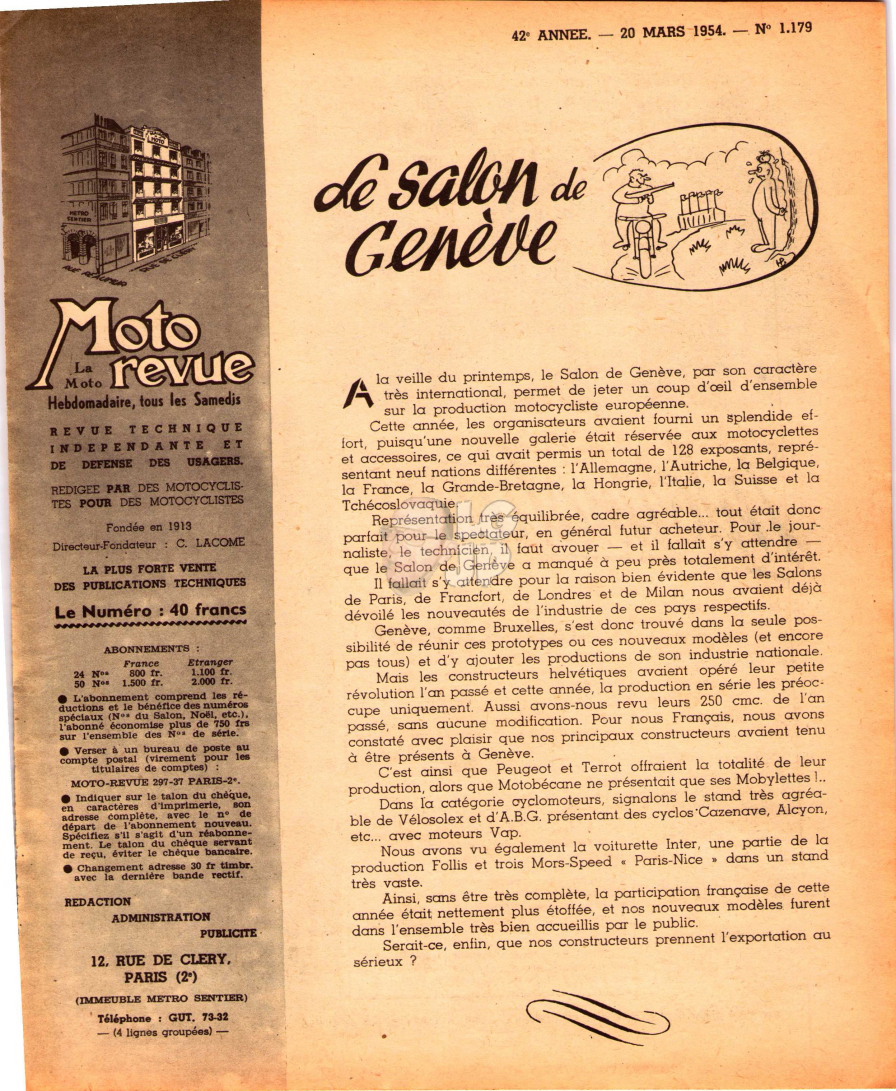 42e ANNEE. — 20 MARS 1954. — No 1.179
METRO
SENTIER
RUE REAUMUR
RUE DE CLERY
Moto
La
Moto
revue
Hebdomadaire, tous les Samedis
REVUE TECHNIQUE
INDEPENDANTE ET
DE DEFENSE DES USAGERS.
REDIGEE PAR DES MOTOCYCLIS-
TES POUR DES MOTOCYCLISTES
Fondée en 1913
Directeur-Fondateur : C. LACOME
LA PLUS FORTE VENTE
DES PUBLICATIONS TECHNIQUES
Le Numéro : 40 francs
ABONNEMENTS :
France Etranger
24 Nos 800 fr. 1.100 fr.
50 Nos 1.500 fr. 2.000 fr.
● L'abonnement comprend les ré-
ductions et le bénéfice des numéros
spéciaux (Nos du Salon, Noël, etc.),
l'abonné économise plus de 750 frs
sur l'ensemble des Nos de série.
● Verser à un bureau de poste au
compte postal (virement pour les
titulaires de comptes) :
MOTO-REVUE 297-37 PARIS-2e.
● Indiquer sur le talon du chèque,
en caractères d'imprimerie, son
adresse complète, avec le no de
départ de l'abonnement nouveau.
Spécifiez s'il s'agit d'un réabonne-
ment. Le talon du chèque servant
de reçu, éviter le chèque bancaire.
● Changement adresse 30 fr timbr.
avec la dernière bande rectif.
REDACTION
ADMINISTRATION
PUBLICITE
12, RUE DE CLERY,
PARIS (2e)
(IMMEUBLE METRO SENTIER)
Téléphone : GUT. 73-32
— (4 lignes groupées) —
Le salon de
Genève
A la veille du printemps, le Salon de Genève, par son caractère
très international, permet de jeter un coup d'œil d'ensemble
sur la production motocycliste européenne.
Cette année, les organisateurs avaient fourni un splendide ef-
fort, puisqu'une nouvelle galerie était réservée aux motocyclettes
et accessoires, ce qui avait permis un total de 128 exposants, repré-
sentant neuf nations différentes : l'Allemagne, l'Autriche, la Belgique,
la France, la Grande-Bretagne, la Hongrie, l'Italie, la Suisse et la
Tchécoslovaquie.
Représentation très équilibrée, cadre agréable... tout était donc
parfait pour le spectateur, en général futur acheteur. Pour le jour-
naliste, le technicien, il faut avouer — et il fallait s'y attendre —
que le Salon de Genève a manqué à peu près totalement d'intérêt.
Il fallait s'y attendre pour la raison bien évidente que les Salons
de Paris, de Francfort, de Londres et de Milan nous avaient déjà
dévoilé les nouveautés de l'industrie de ces pays respectifs.
Genève, comme Bruxelles, s'est donc trouvé dans la seule pos-
sibilité de réunir ces prototypes ou ces nouveaux modèles (et encore
pas tous) et d'y ajouter les productions de son industrie nationale.
Mais les constructeurs helvétiques avaient opéré leur petite
révolution l'an passé et cette année, la production en série les préoc-
cupe uniquement. Aussi avons-nous revu leurs 250 cmc. de l'an
passé, sans aucune modification. Pour nous Français, nous avons
constaté avec plaisir que nos principaux constructeurs avaient tenu
à être présents à Genève.
C'est ainsi que Peugeot et Terrot offraient la totalité de leur
production, alors que Motobécane ne présentait que ses Mobylettes !..
Dans la catégorie cyclomoteurs, signalons le stand très agréa-
ble de Vélosolex et d'A.B.G. présentant des cyclos Cazenave, Alcyon,
etc... avec moteurs Vap.
Nous avons vu également la voiturette Inter, une partie de la
production Follis et trois Mors-Speed « Paris-Nice » dans un stand
très vaste.
Ainsi, sans être très complète, la participation française de cette
année était nettement plus étoffée, et nos nouveaux modèles furent
dans l'ensemble très bien accueillis par le public.
Serait-ce, enfin, que nos constructeurs prennent l'exportation au
sérieux ?